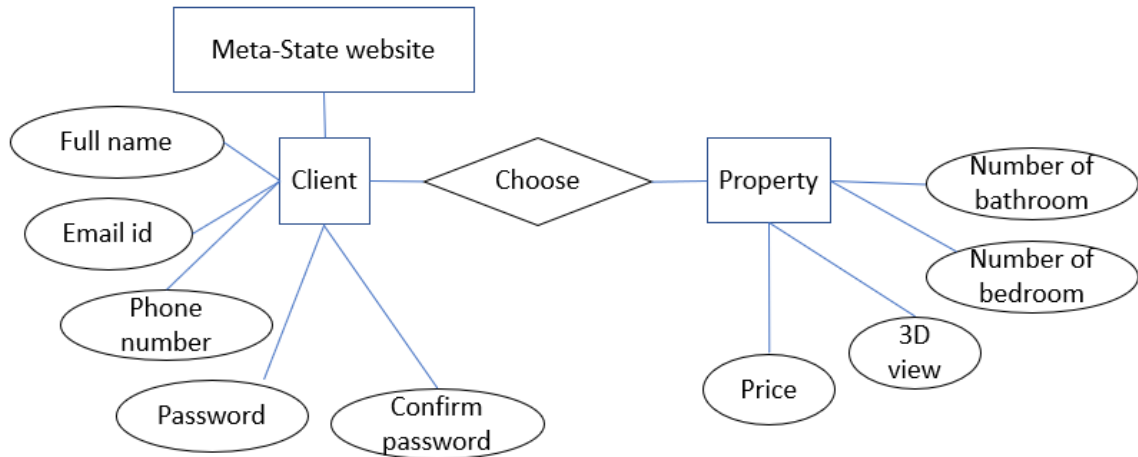 Meta-State website
Full name
Client
Choose
Property
Number of
bathroom
Email id
Number of
bedroom
Phone
number
3D
view
Price
Password
Confirm
password